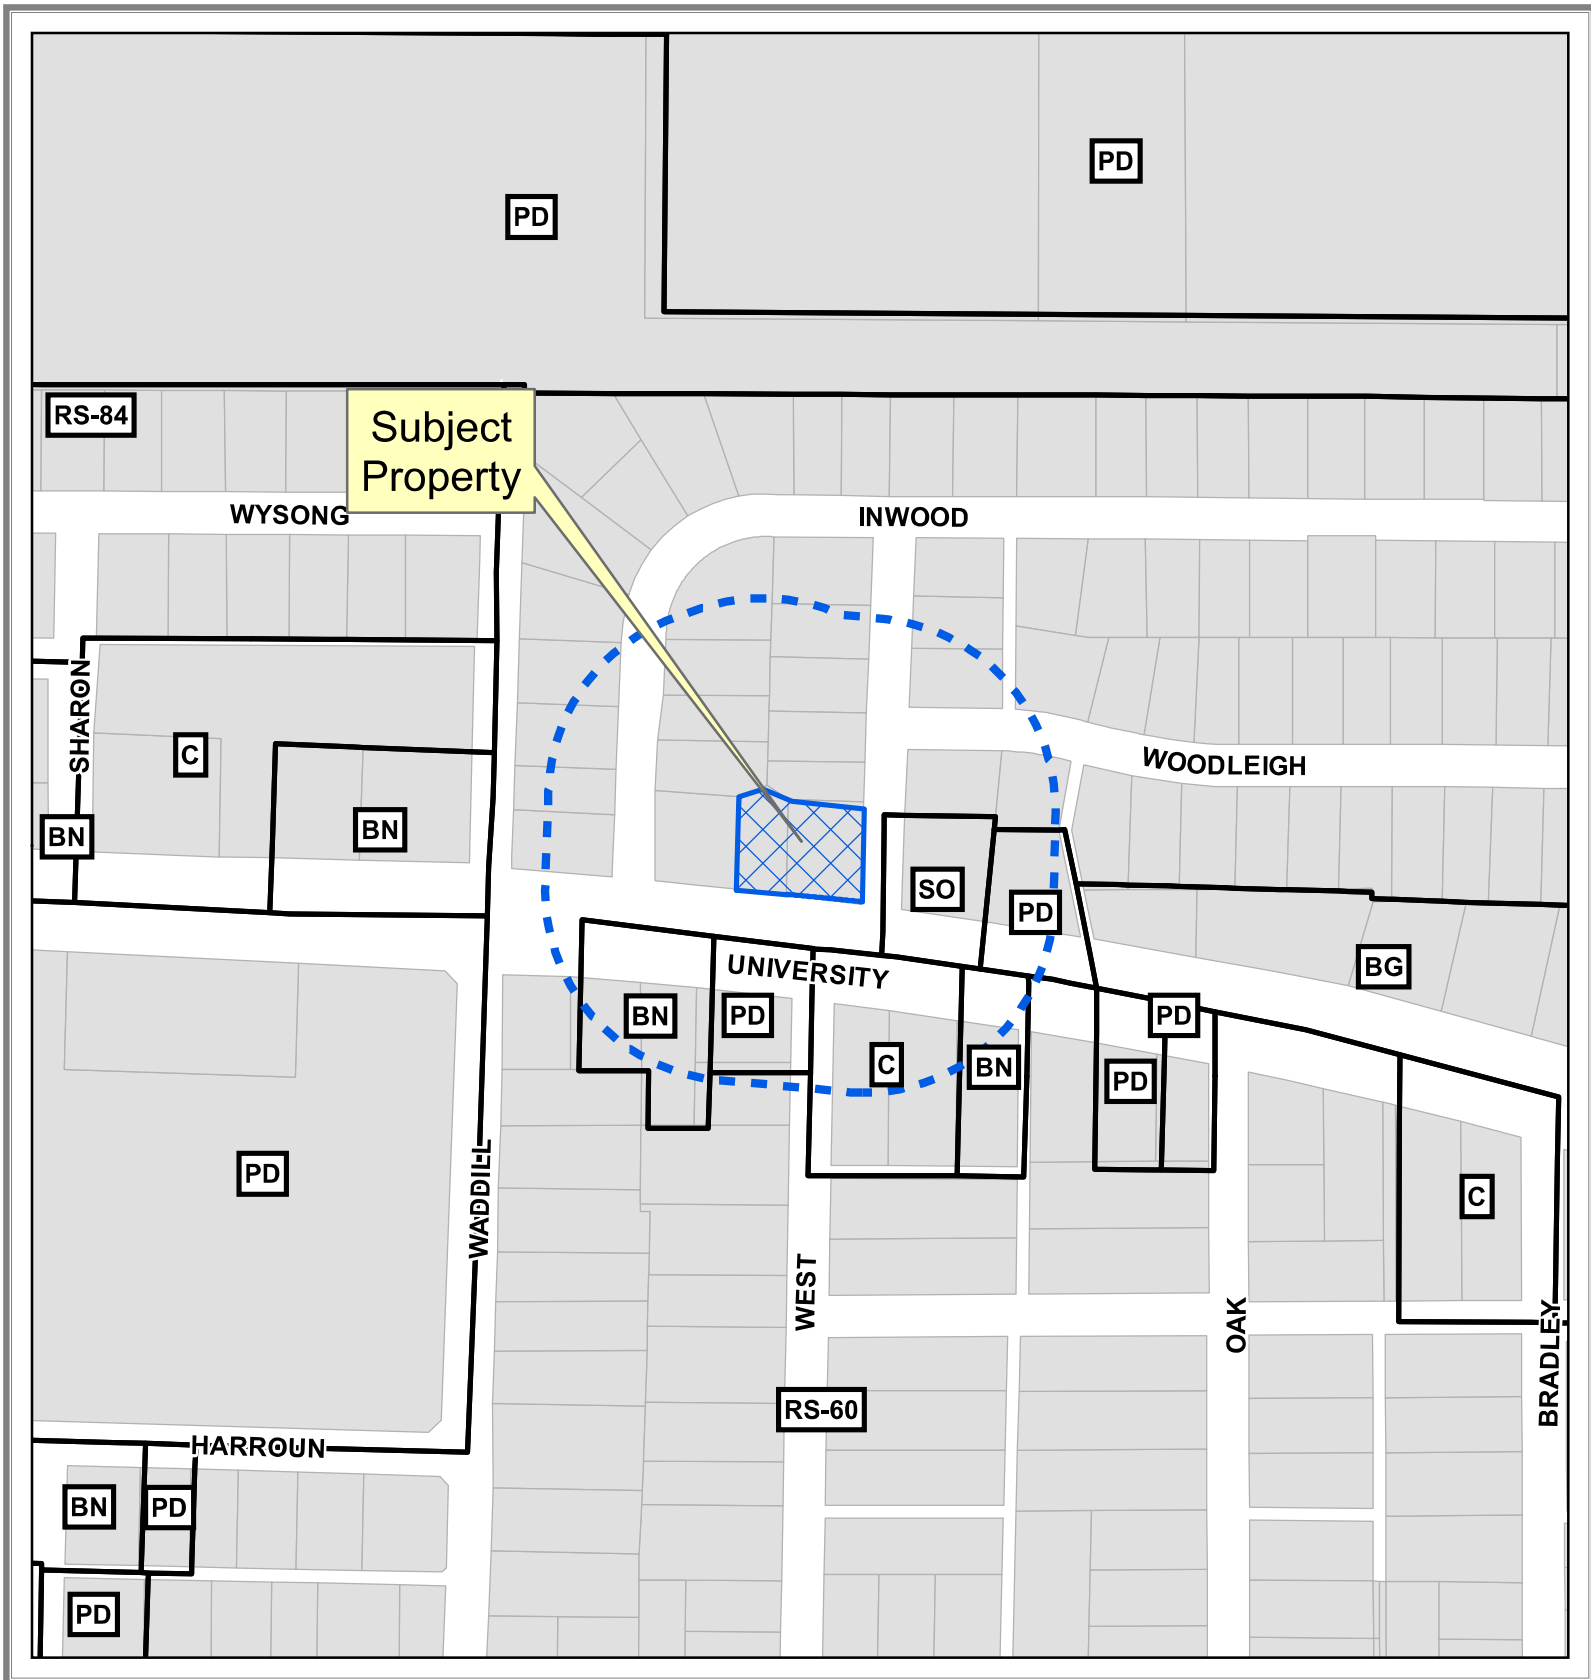 PD
PD
RS-84
Subject
Property
WYSONG
INWOOD
SHARON
C
WOODLEIGH
BN
BN
SO
PD
BG
UNIVERSITY
BN
PD
PD
C
BN
PD
PD
WADDILL
C
WEST
OAK
BRADLEY
RS-60
HARROUN
BN
PD
PD